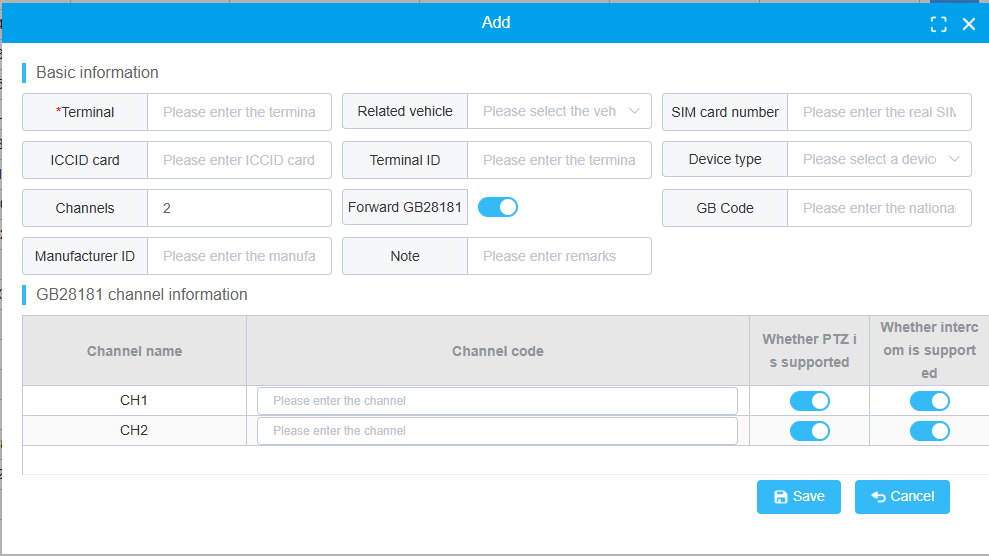 Add
Basic information
*Terminal Please enter the termina Related vehicle Please select the veh SIM card number Please enter the real SIM
ICCID card Please enter ICCID card Terminal ID Please enter the termina Device type Please select a device
Channels 2 Forward GB28181 GB Code Please enter the national
Manufacturer ID Please enter the manufa Note Please enter remarks
GB28181 channel information
Channel name Channel code Whether PTZ i
s supported Whether interc
om is support
ed
CH1 Please enter the channel
CH2 Please enter the channel
Save Cancel